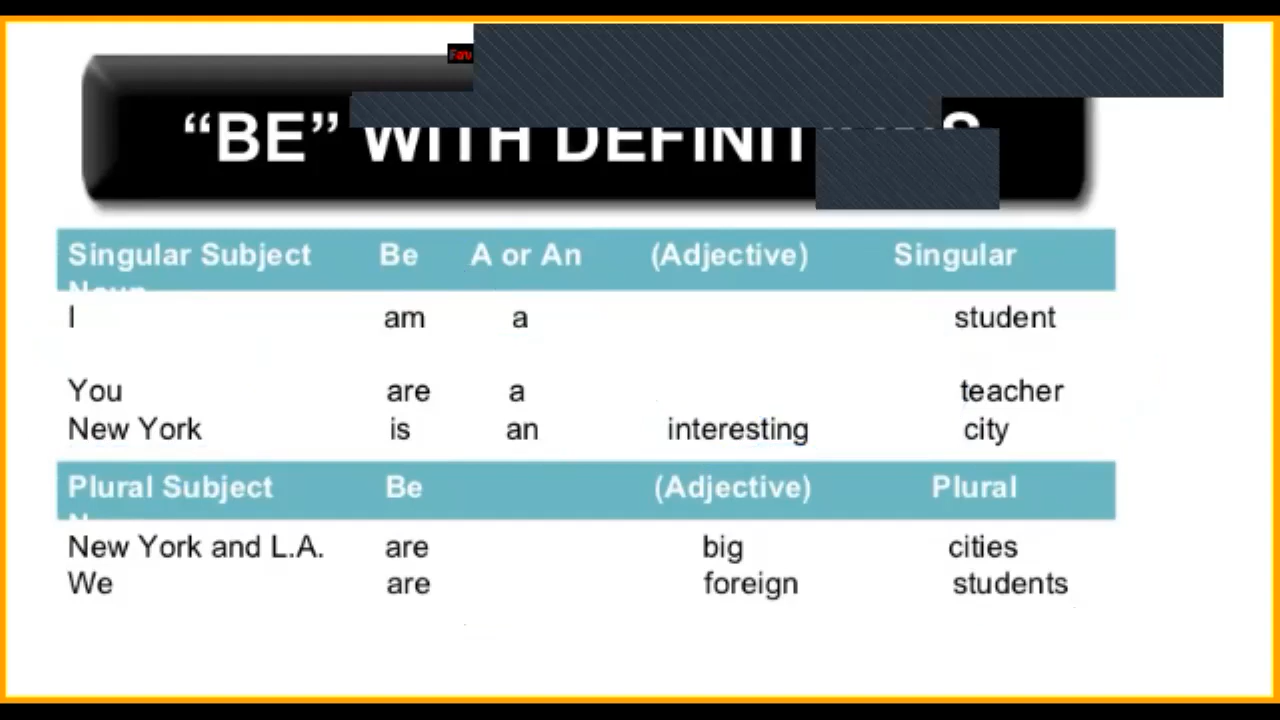 "BE" WITH
Singular Subject Be A or An (Adjective) Singular
Noun
I am a student
You are a teacher
New York is an interesting city
Plural Subject Be (Adjective) Plural
New York and L.A. are big cities
We are foreign students